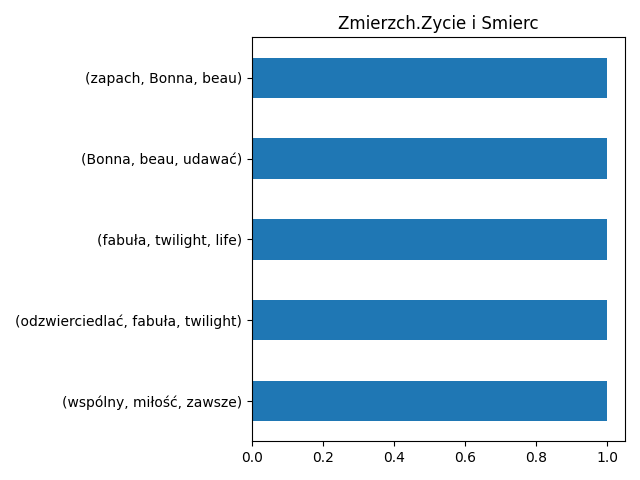 Zmierzch.Zycie i Smierc
(zapach, Bonna, beau)
(Bonna, beau, udawać)
(fabuła, twilight, life)
(odzwierciedlać, fabuła, twilight)
(wspólny, miłość, zawsze)
0.0 0.2 0.4 0.6 0.8 1.0